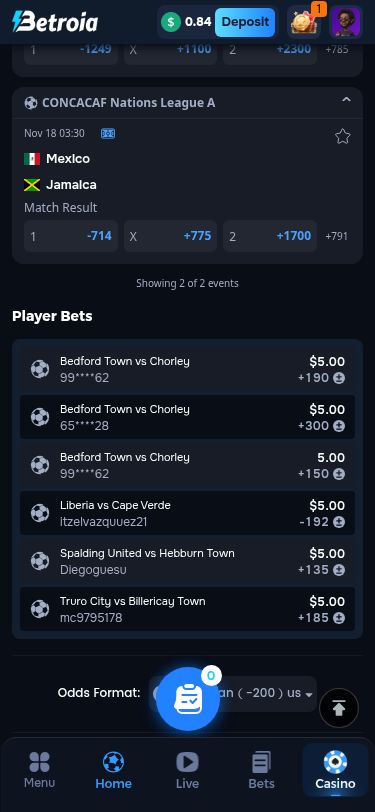 Betroia
$ 0.84 Deposit
1
1 -1249 X +1100 2 +2300 +785
CONCACAF Nations League A
Nov 18 03:30
Mexico
Jamaica
Match Result
1 -714 X +775 2 +1700 +791
Showing 2 of 2 events
Player Bets
Bedford Town vs Chorley $5.00
99****62 +190
Bedford Town vs Chorley $5.00
65****28 +300
Bedford Town vs Chorley 5.00
99****62 +150
Liberia vs Cape Verde $5.00
itzelvazquuez21 -192
Spalding United vs Hebburn Town $5.00
Diegoguesu +135
Truro City vs Billericay Town $5.00
mc9795178 +185
0
Odds Format: an ( -200 ) us
Menu Home Live Bets Casino